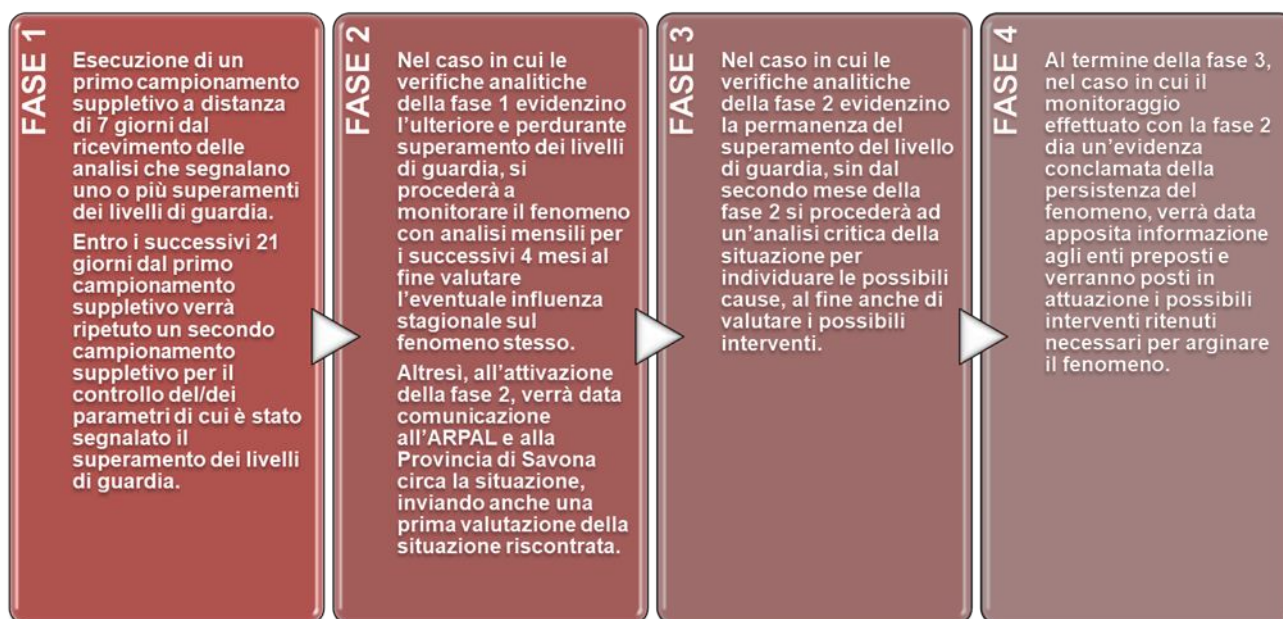 FASE 1
Esecuzione di un
primo campionamento
suppletivo a distanza
di 7 giorni dal
ricevimento delle
analisi che segnalano
uno o più superamenti
dei livelli di guardia.
Entro i successivi 21
giorni dal primo
campionamento
suppletivo verrà
ripetuto un secondo
campionamento
suppletivo per il
controllo del/dei
parametri di cui è stato
segnalato il
superamento dei livelli
di guardia.
FASE 2
Nel caso in cui le
verifiche analitiche
della fase 1 evidenzino
l'ulteriore e perdurante
superamento dei livelli
di guardia, si
procederà a
monitorare il fenomeno
con analisi mensili per
i successivi 4 mesi al
fine valutare
l'eventuale influenza
stagionale sul
fenomeno stesso.
Altresì, all'attivazione
della fase 2, verrà data
comunicazione
all'ARPAL e alla
Provincia di Savona
circa la situazione,
inviando anche una
prima valutazione della
situazione riscontrata.
FASE 3
Nel caso in cui le
verifiche analitiche
della fase 2 evidenzino
la permanenza del
superamento del livello
di guardia, sin dal
secondo mese della
fase 2 si procederà ad
un'analisi critica della
situazione per
individuare le possibili
cause, al fine anche di
valutare i possibili
interventi.
FASE 4
Al termine della fase 3,
nel caso in cui il
monitoraggio
effettuato con la fase 2
dia un'evidenza
conclamata della
persistenza del
fenomeno, verrà data
apposita informazione
agli enti preposti e
verranno posti in
attuazione i possibili
interventi ritenuti
necessari per arginare
il fenomeno.